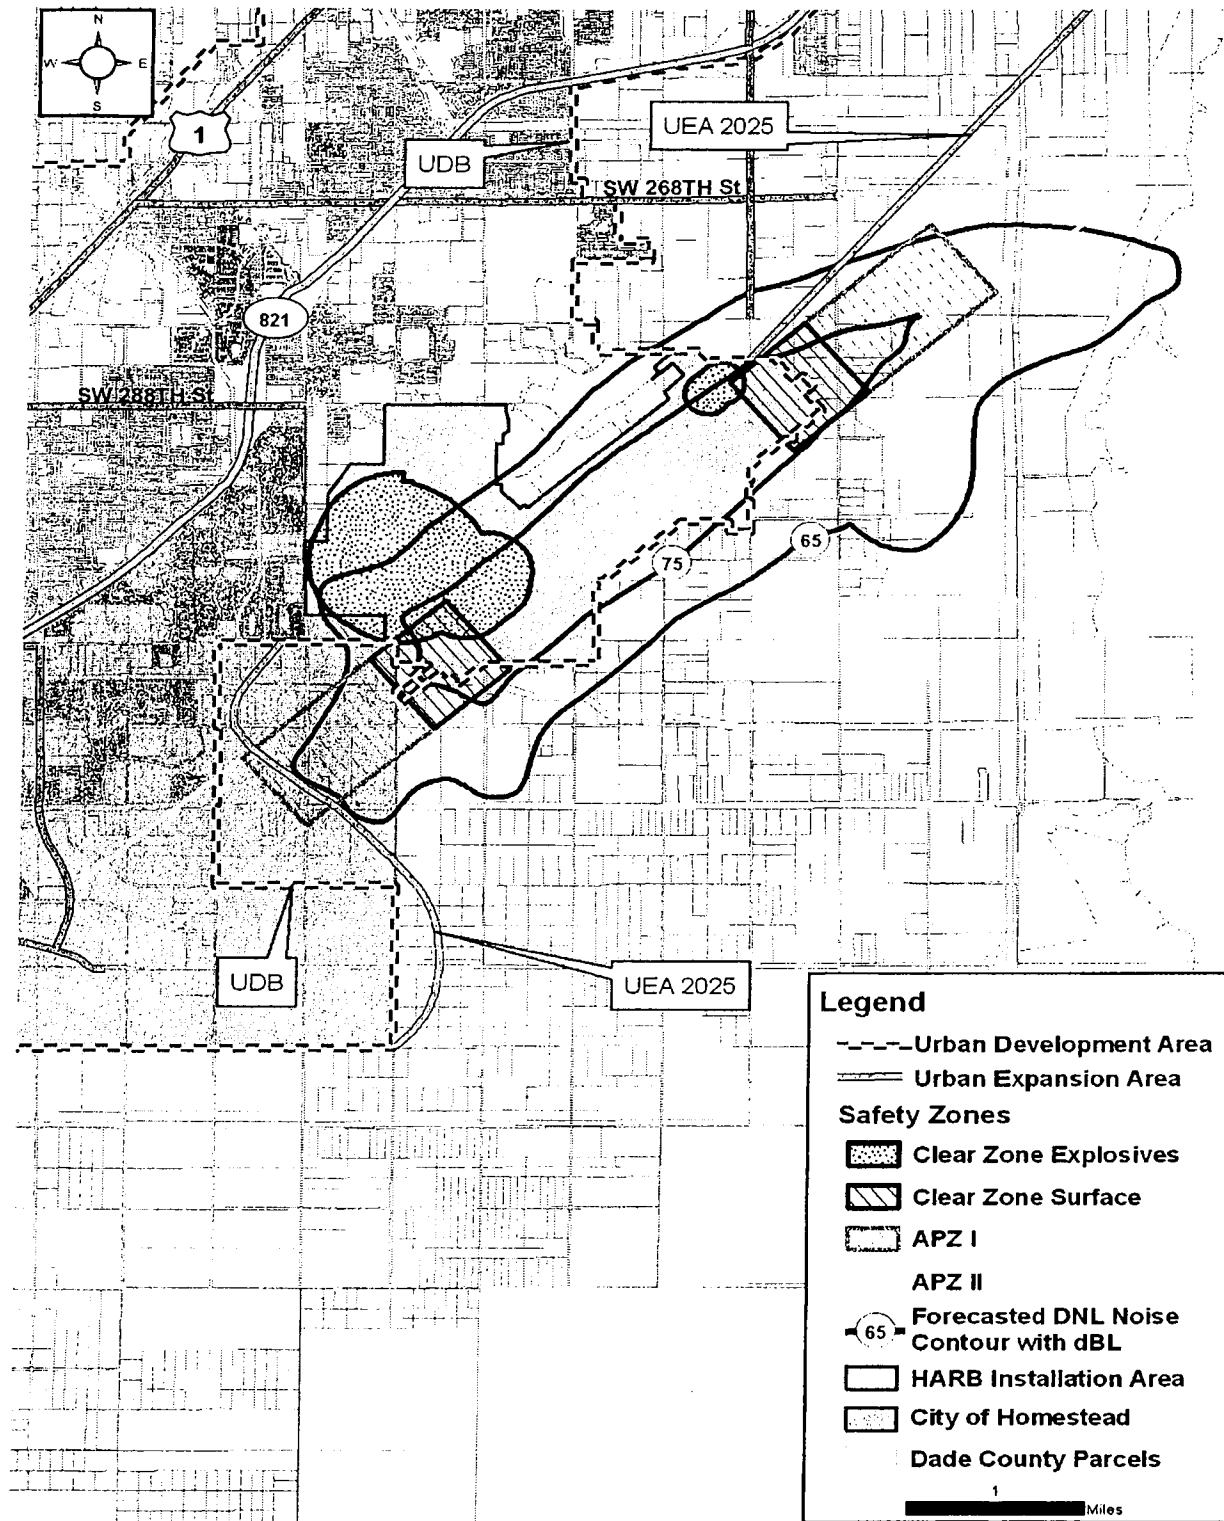 N
W E
S
1
UEA 2025
UDB
SW 268TH St
821
SW 288TH St
65
75
UDB
UEA 2025
Legend
Urban Development Area
Urban Expansion Area
Safety Zones
Clear Zone Explosives
Clear Zone Surface
APZ I
APZ II
65
Forecasted DNL Noise
Contour with dBL
HARB Installation Area
City of Homestead
Dade County Parcels
1
Miles